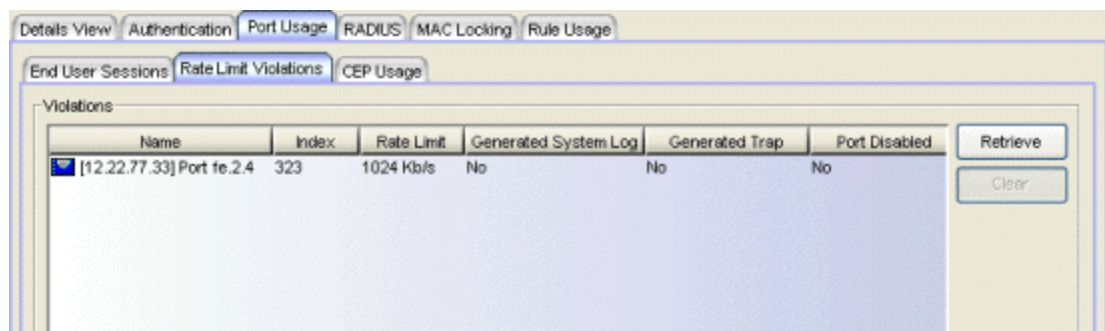 Details View Authentication Port Usage RADIUS MAC Locking Rule Usage
End User Sessions Rate Limit Violations CEP Usage
Violations
Name Index Rate Limit Generated System Log Generated Trap Port Disabled Retrieve
[12.22.77.33] Port fe.2.4 323 1024 Kb/s No No No
Clear